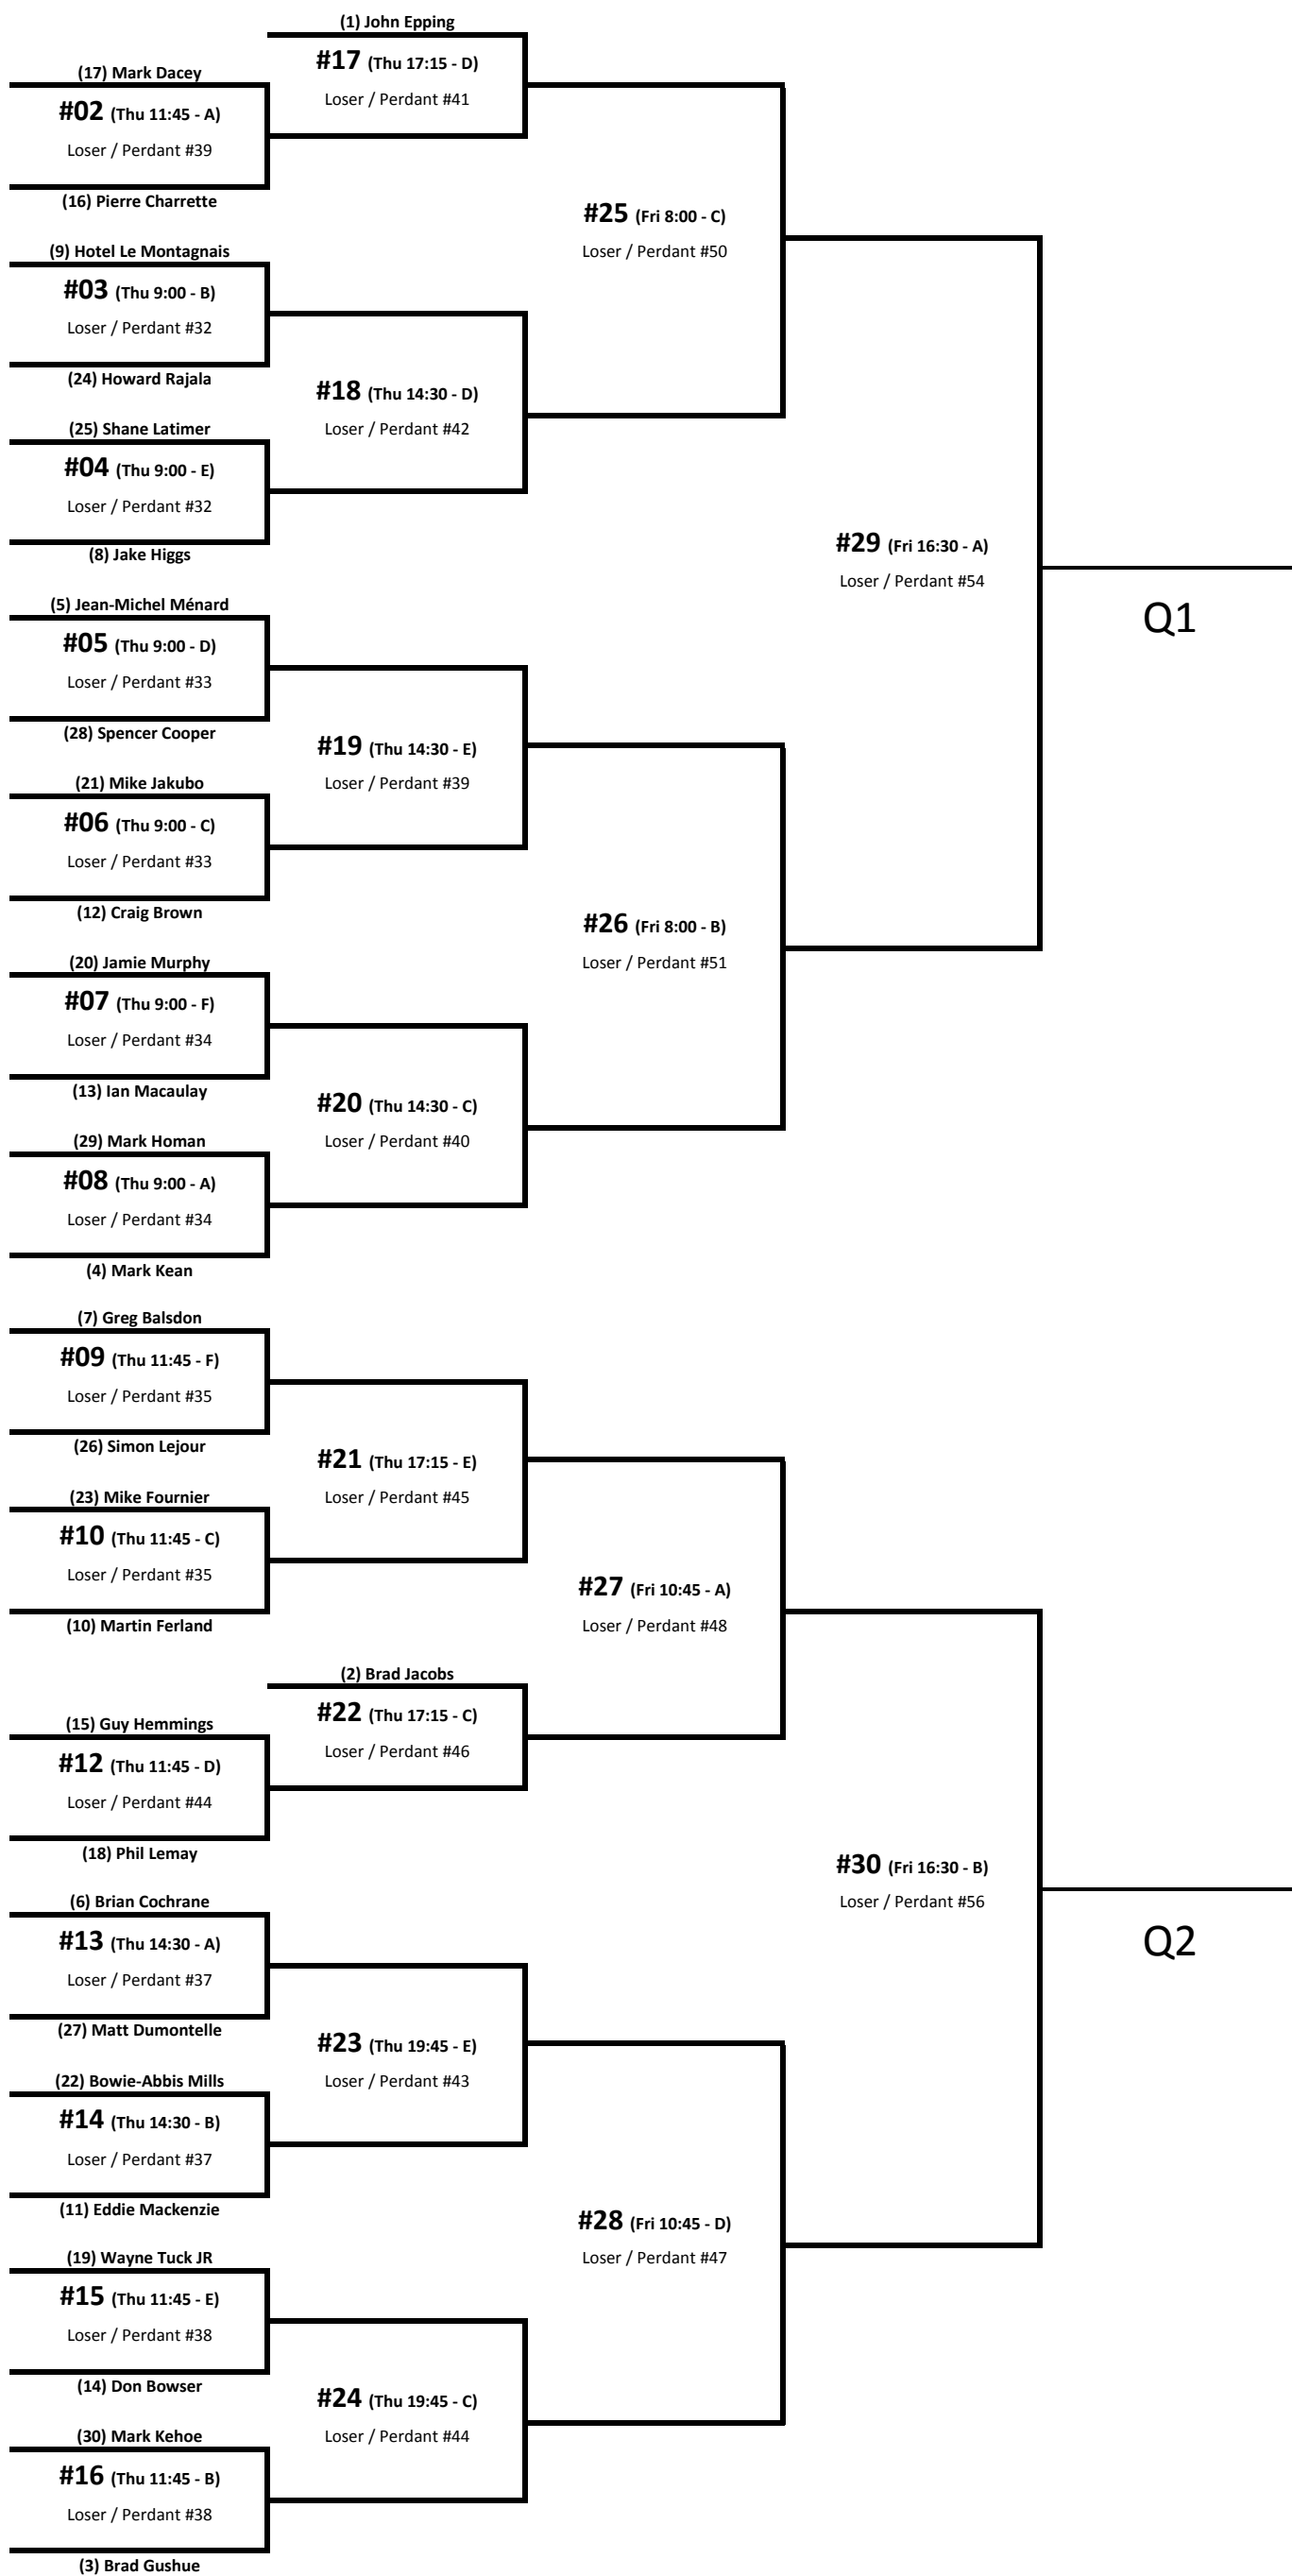 (1) John Epping
#17 (Thu 17:15 - D)
Loser / Perdant #41
(17) Mark Dacey
#02 (Thu 11:45 - A)
Loser / Perdant #39
(16) Pierre Charrette
#25 (Fri 8:00 - C)
Loser / Perdant #50
(9) Hotel Le Montagnais
#03 (Thu 9:00 - B)
Loser / Perdant #32
(24) Howard Rajala
#18 (Thu 14:30 - D)
Loser / Perdant #42
(25) Shane Latimer
#04 (Thu 9:00 - E)
Loser / Perdant #32
(8) Jake Higgs
#29 (Fri 16:30 - A)
Loser / Perdant #54
Q1
(5) Jean-Michel Ménard
#05 (Thu 9:00 - D)
Loser / Perdant #33
(28) Spencer Cooper
#19 (Thu 14:30 - E)
Loser / Perdant #39
(21) Mike Jakubo
#06 (Thu 9:00 - C)
Loser / Perdant #33
(12) Craig Brown
#26 (Fri 8:00 - B)
Loser / Perdant #51
(20) Jamie Murphy
#07 (Thu 9:00 - F)
Loser / Perdant #34
(13) Ian Macaulay
#20 (Thu 14:30 - C)
Loser / Perdant #40
(29) Mark Homan
#08 (Thu 9:00 - A)
Loser / Perdant #34
(4) Mark Kean
(7) Greg Balsdon
#09 (Thu 11:45 - F)
Loser / Perdant #35
(26) Simon Lejour
#21 (Thu 17:15 - E)
Loser / Perdant #45
(23) Mike Fournier
#10 (Thu 11:45 - C)
Loser / Perdant #35
(10) Martin Ferland
#27 (Fri 10:45 - A)
Loser / Perdant #48
(2) Brad Jacobs
#22 (Thu 17:15 - C)
Loser / Perdant #46
(15) Guy Hemmings
#12 (Thu 11:45 - D)
Loser / Perdant #44
(18) Phil Lemay
#30 (Fri 16:30 - B)
Loser / Perdant #56
Q2
(6) Brian Cochrane
#13 (Thu 14:30 - A)
Loser / Perdant #37
(27) Matt Dumontelle
#23 (Thu 19:45 - E)
Loser / Perdant #43
(22) Bowie-Abbis Mills
#14 (Thu 14:30 - B)
Loser / Perdant #37
(11) Eddie Mackenzie
#28 (Fri 10:45 - D)
Loser / Perdant #47
(19) Wayne Tuck JR
#15 (Thu 11:45 - E)
Loser / Perdant #38
(14) Don Bowser
#24 (Thu 19:45 - C)
Loser / Perdant #44
(30) Mark Kehoe
#16 (Thu 11:45 - B)
Loser / Perdant #38
(3) Brad Gushue